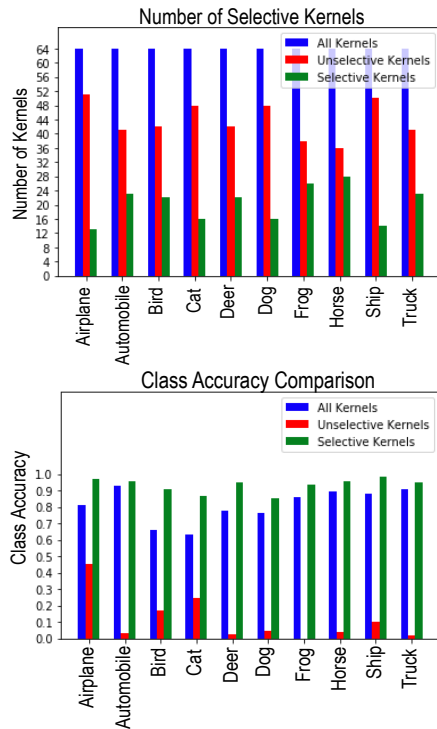 Number of Selective Kernels
All Kernels
Unselective Kernels
Selective Kernels
Number of Kernels
64
60
56
52
48
44
40
36
32
28
24
20
16
12
8
4
0
Airplane
Automobile
Bird
Cat
Deer
Dog
Frog
Horse
Ship
Truck
Class Accuracy Comparison
All Kernels
Unselective Kernels
Selective Kernels
Class Accuracy
1.0
0.9
0.8
0.7
0.6
0.5
0.4
0.3
0.2
0.1
0.0
Airplane
Automobile
Bird
Cat
Deer
Dog
Frog
Horse
Ship
Truck